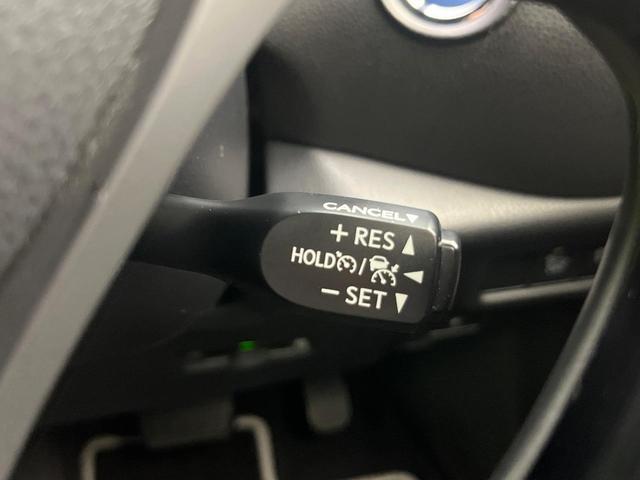 CANCEL▼
+ RES ▲
HOLD / ◄
− SET ▼